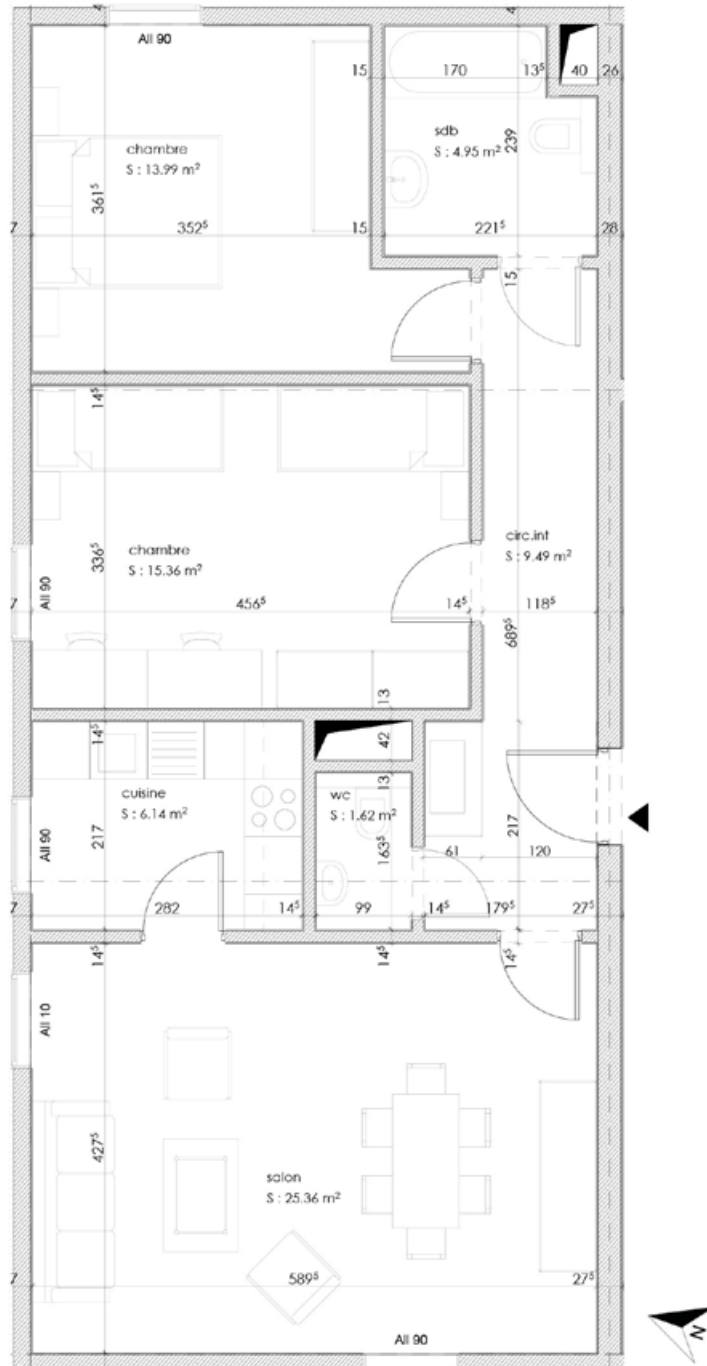 4
4
All 90
15
170
13⁵
40
26
chambre
S : 13.99 m²
sdb
S : 4.95 m²
239
361⁵
7
352⁵
15
221⁵
28
15
14⁵
chambre
S : 15.36 m²
circ.int
S : 9.49 m²
336⁵
All 90
7
456⁵
14⁵
118⁵
689⁵
13
14⁵
42
cuisine
S : 6.14 m²
13
wc
S : 1.62 m²
217
All 90
163⁵
217
61
120
7
282
14⁵
99
14⁵
179⁵
27⁵
14⁵
14⁵
14⁵
All 10
427⁵
salon
S : 25.36 m²
7
589⁵
27⁵
All 90
N